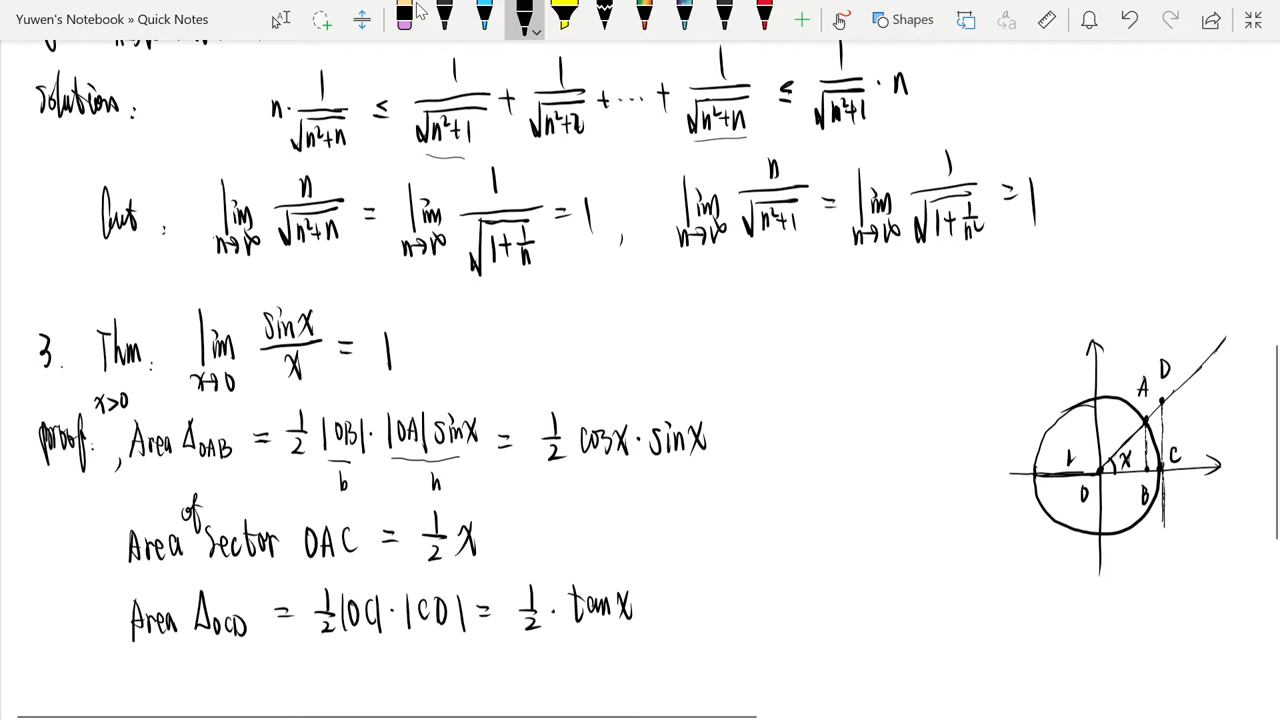 Yuwen's Notebook » Quick Notes
Shapes
Solution: n · 1/√(n²+n) ≤ 1/√(n²+1) + 1/√(n²+2) + ⋯ + 1/√(n²+n) ≤ 1/√(n²+1) · n
But: lim n→∞ n/√(n²+n) = lim n→∞ 1/√(1+1/n) = 1, lim n→∞ n/√(n²+1) = lim n→∞ 1/√(1+1/n²) = 1
3. Thm: lim x→0 sinx/x = 1
x>0
proof: , Area Δ_OAB = 1/2 |OB| · |OA| sinx = 1/2 cosx · sinx
b h
Area of Sector OAC = 1/2 x
Area Δ_OCD = 1/2 |OC| · |CD| = 1/2 · tanx
A D
1 x C
O B